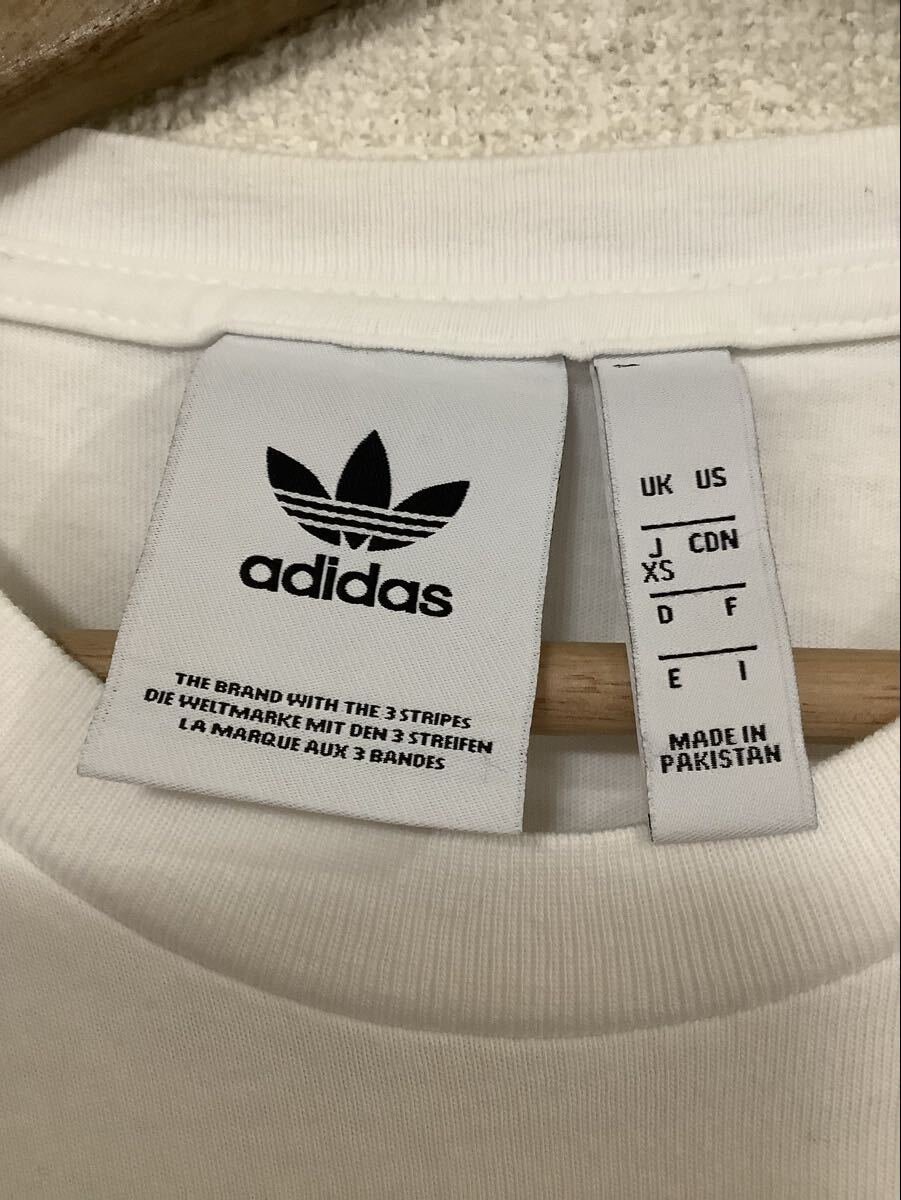 adidas
THE BRAND WITH THE 3 STRIPES
DIE WELTMARKE MIT DEN 3 STREIFEN
LA MARQUE AUX 3 BANDES
UK US
J CDN
XS
D F
E I
MADE IN
PAKISTAN